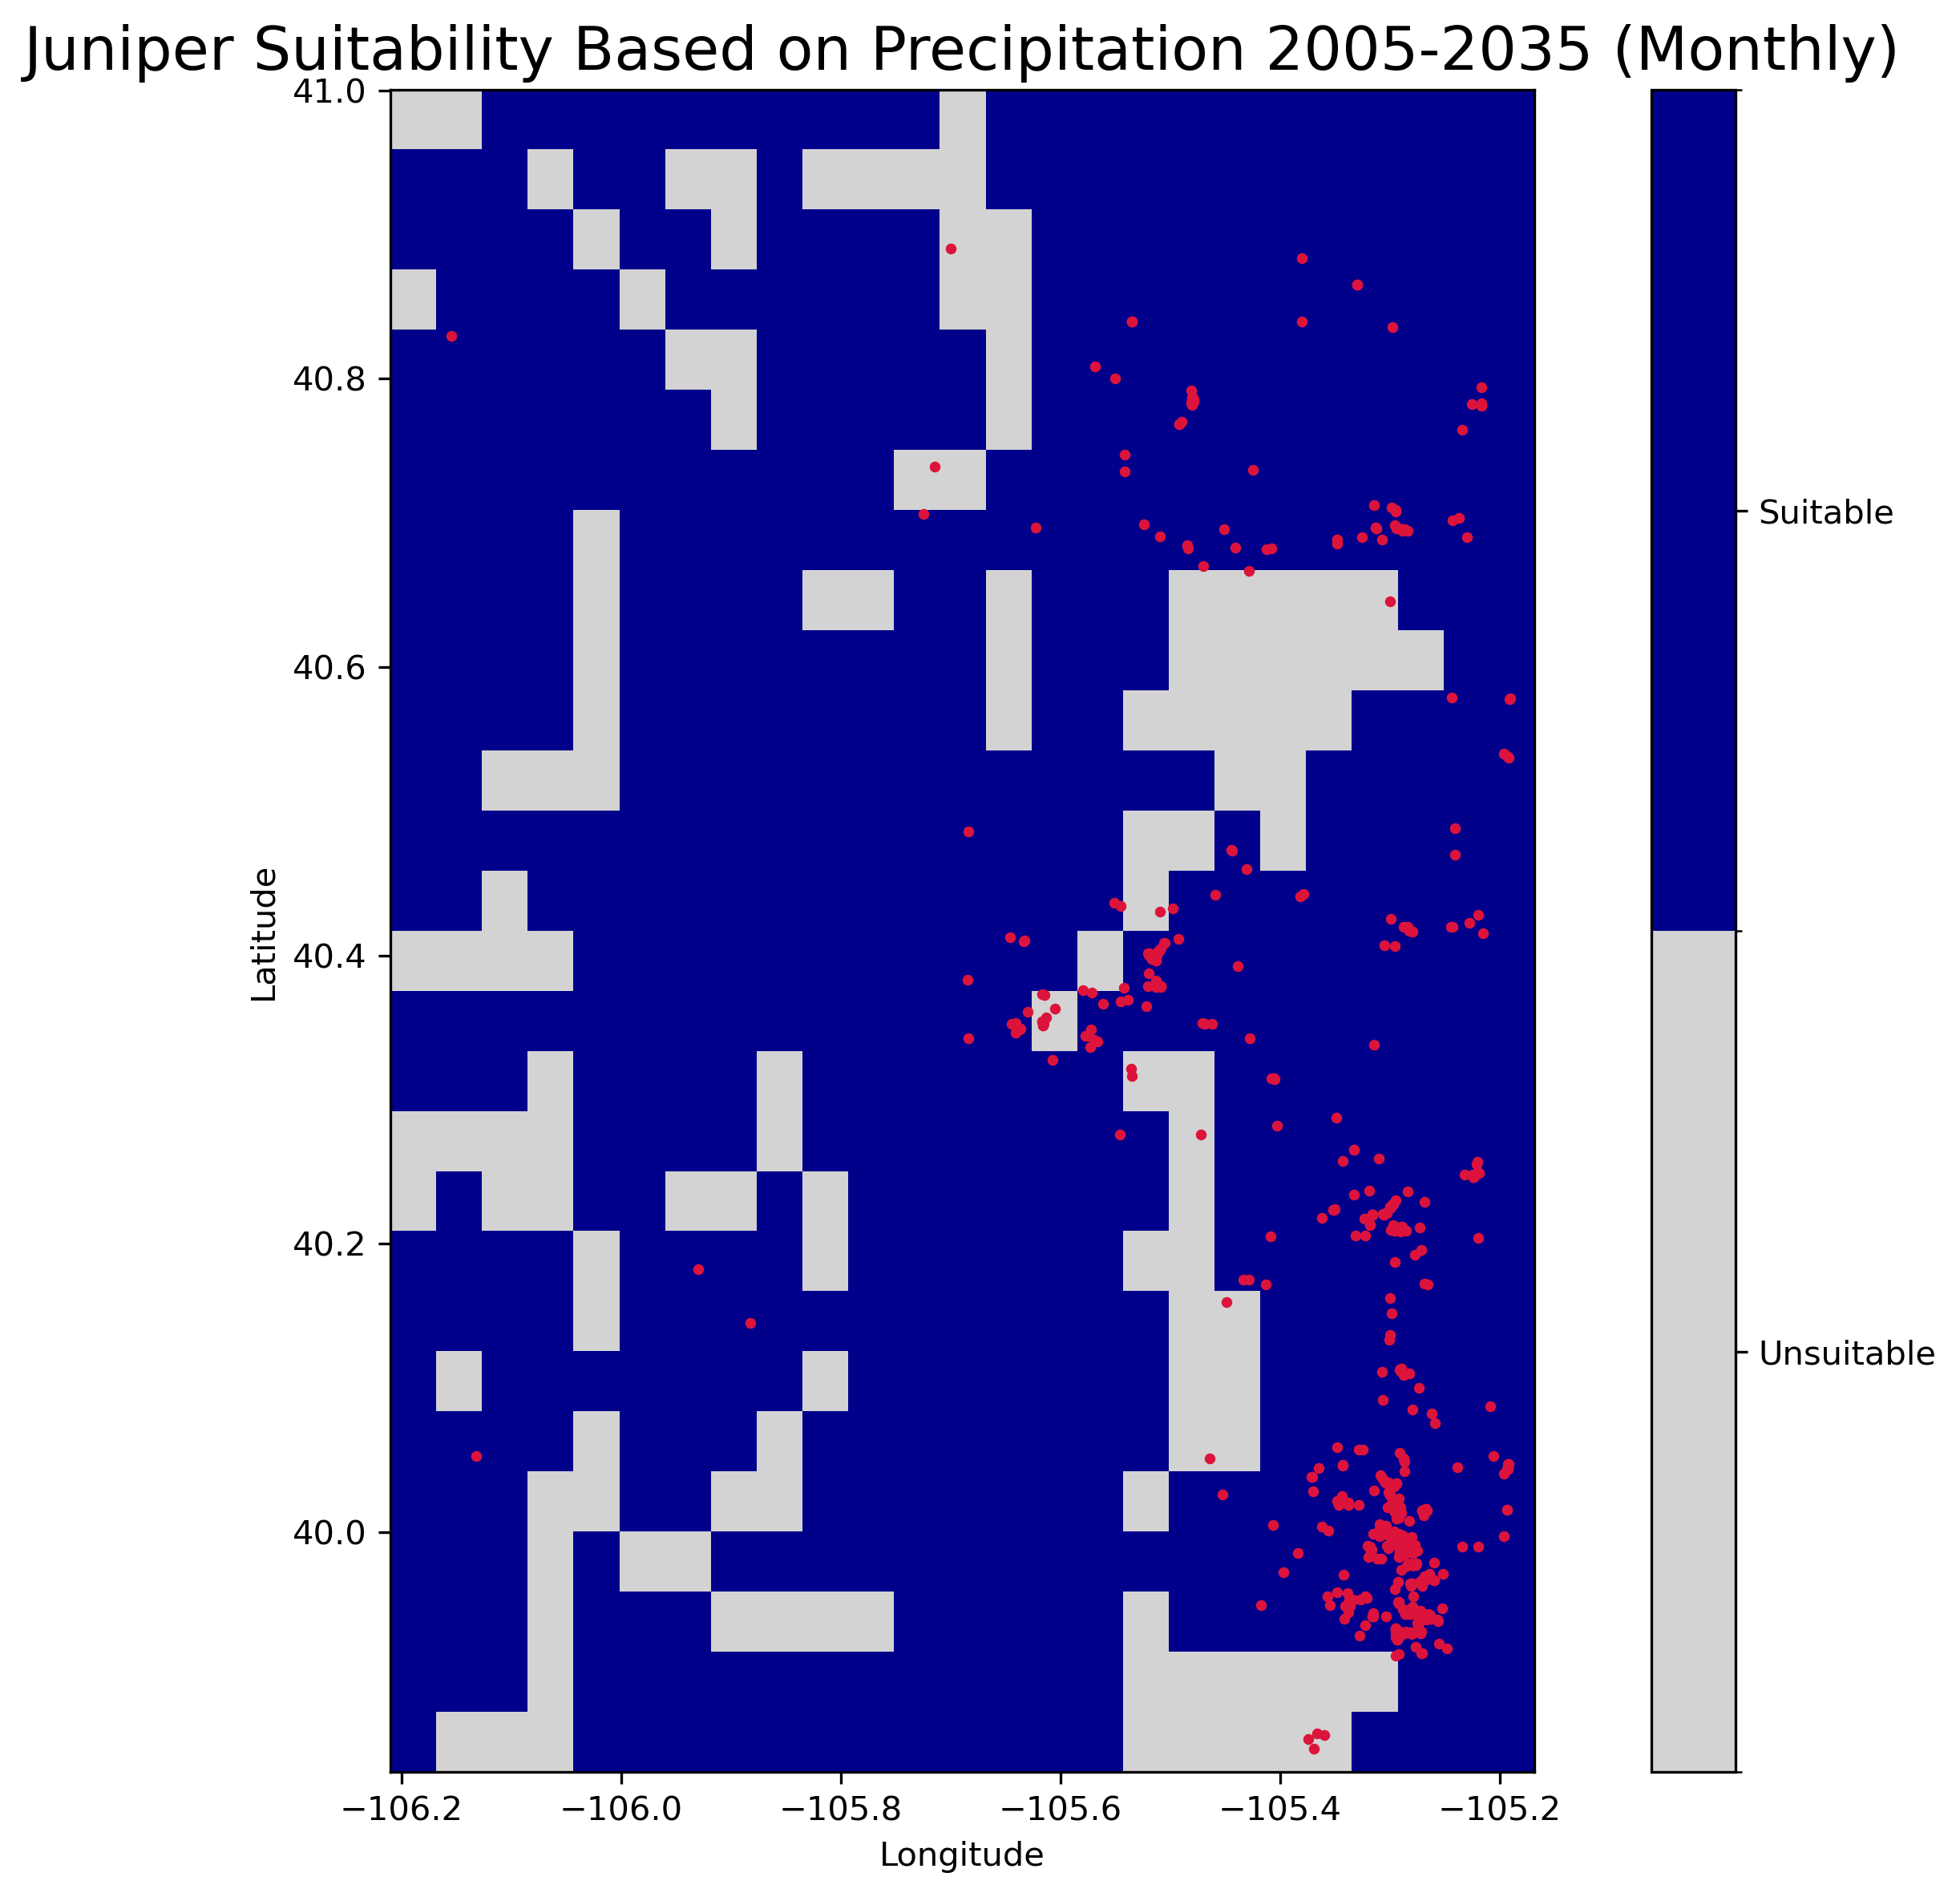 Juniper Suitability Based on Precipitation 2005-2035 (Monthly)
41.0
40.8
40.6
40.4
40.2
40.0
Latitude
−106.2 −106.0 −105.8 −105.6 −105.4 −105.2
Longitude
Suitable
Unsuitable